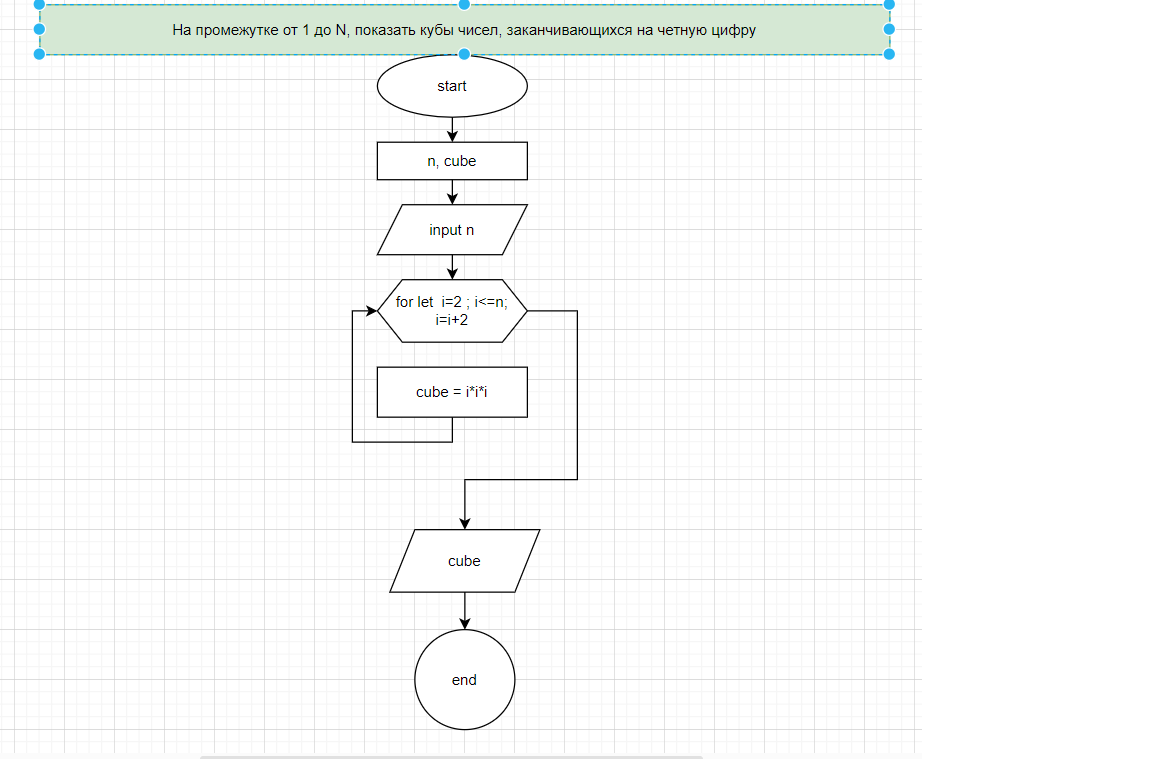 На промежутке от 1 до N, показать кубы чисел, заканчивающихся на четную цифру
start
n, cube
input n
for let i=2 ; i<=n;
i=i+2
cube = i*i*i
cube
end